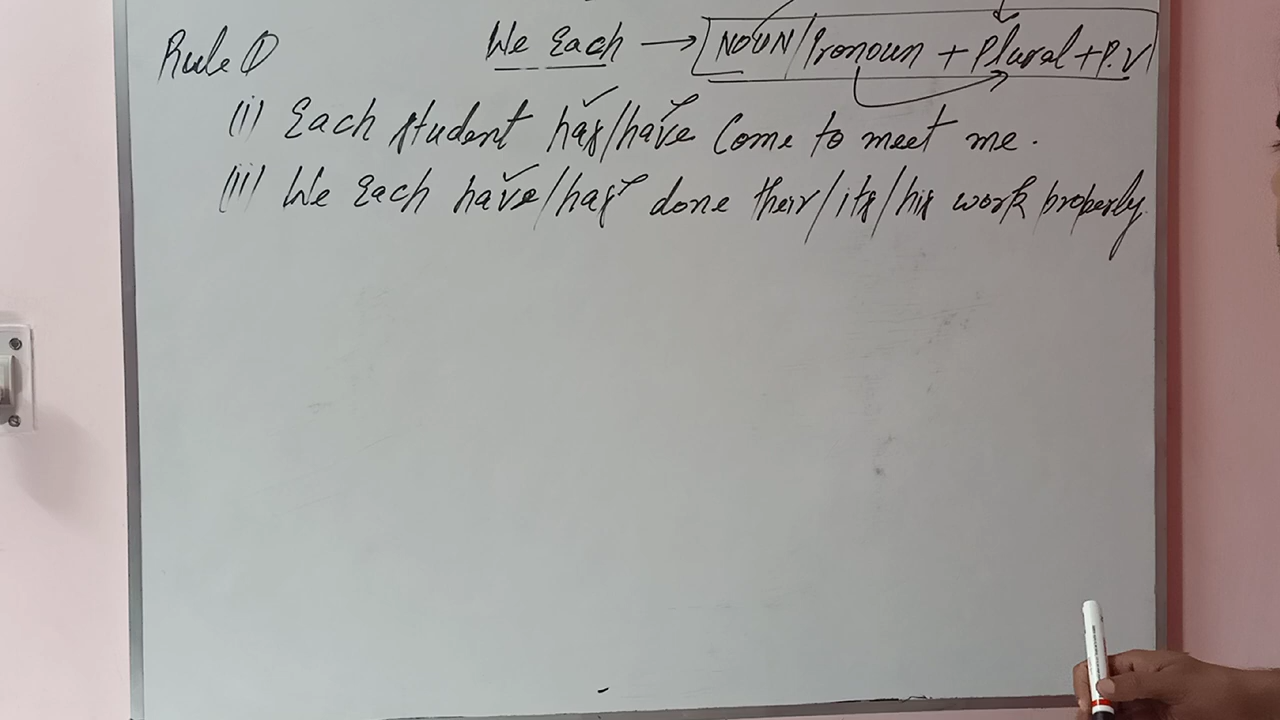 Rule ① We Each → NOUN/Pronoun + Plural + P.V
(i) Each student has/have Come to meet me.
(ii) We Each have/has done their/its/his work properly.